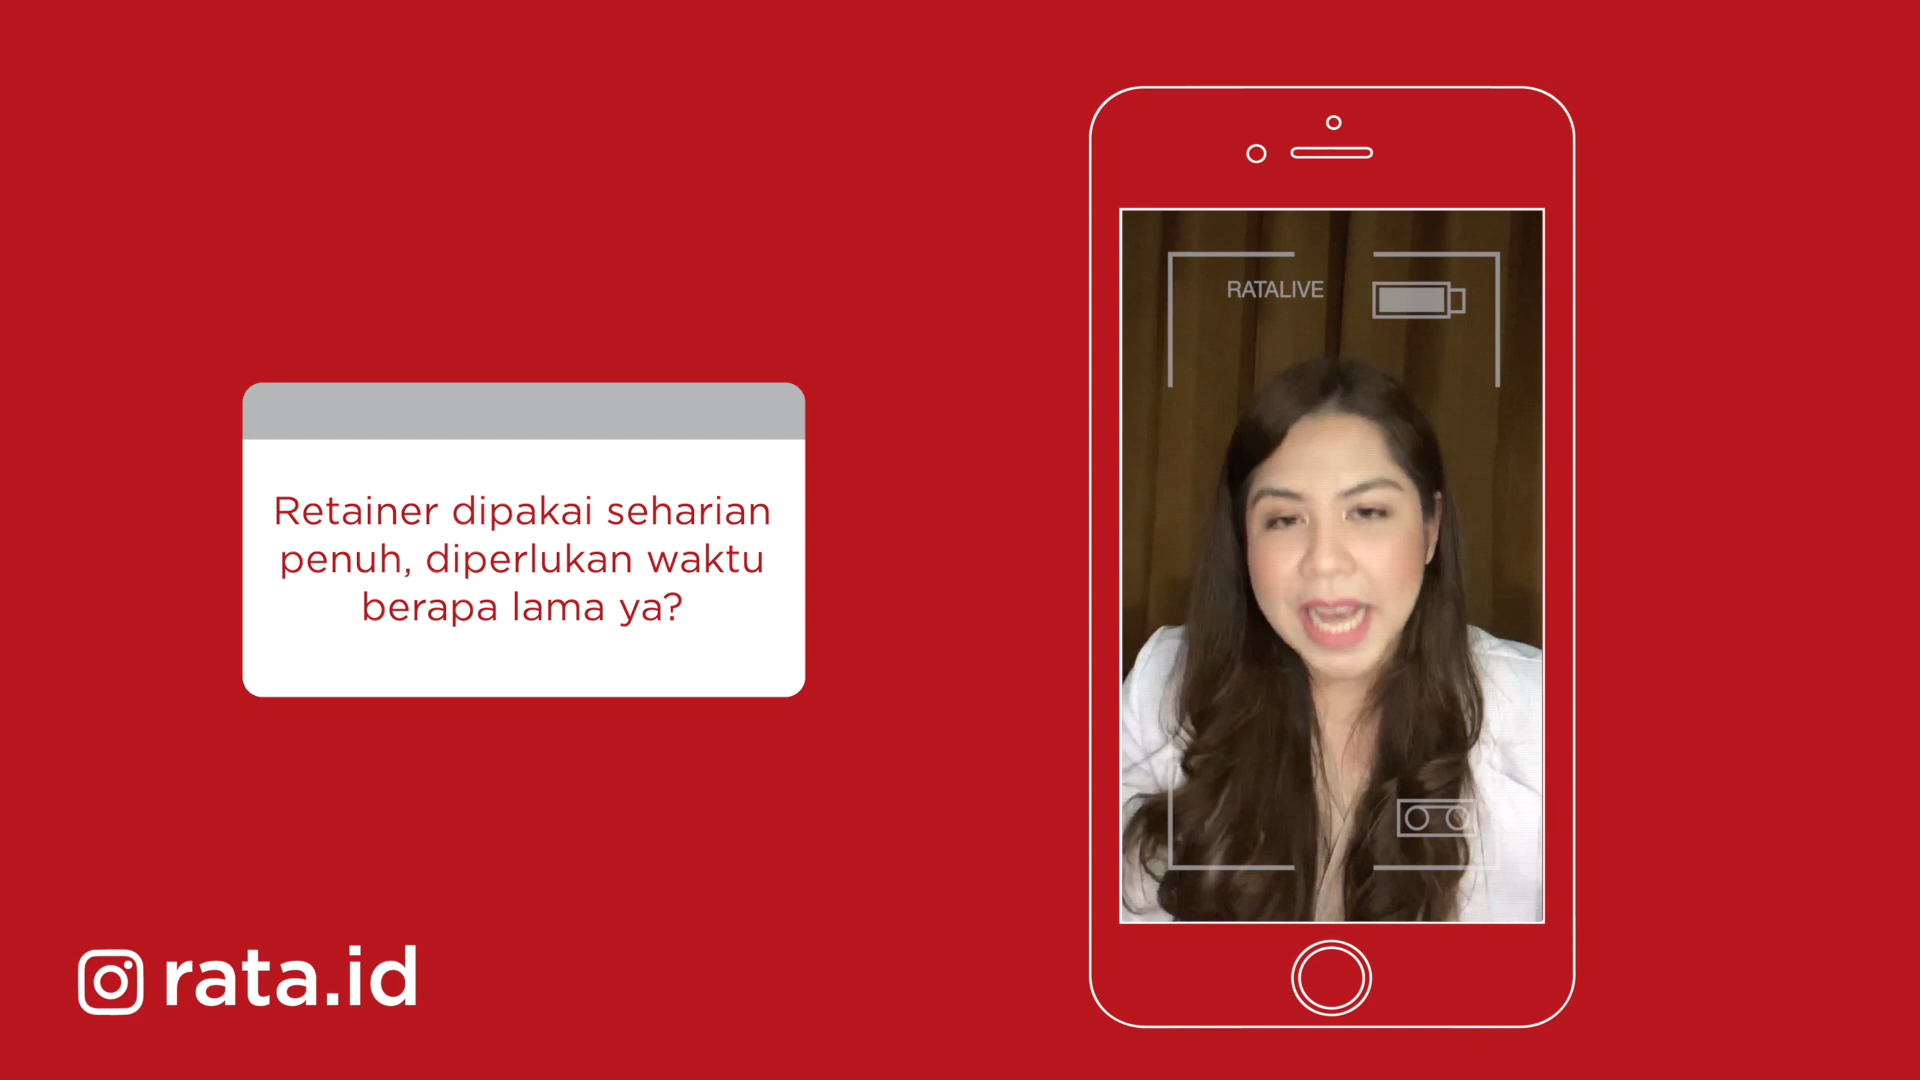 RATALIVE
Retainer dipakai seharian
penuh, diperlukan waktu
berapa lama ya?
rata.id